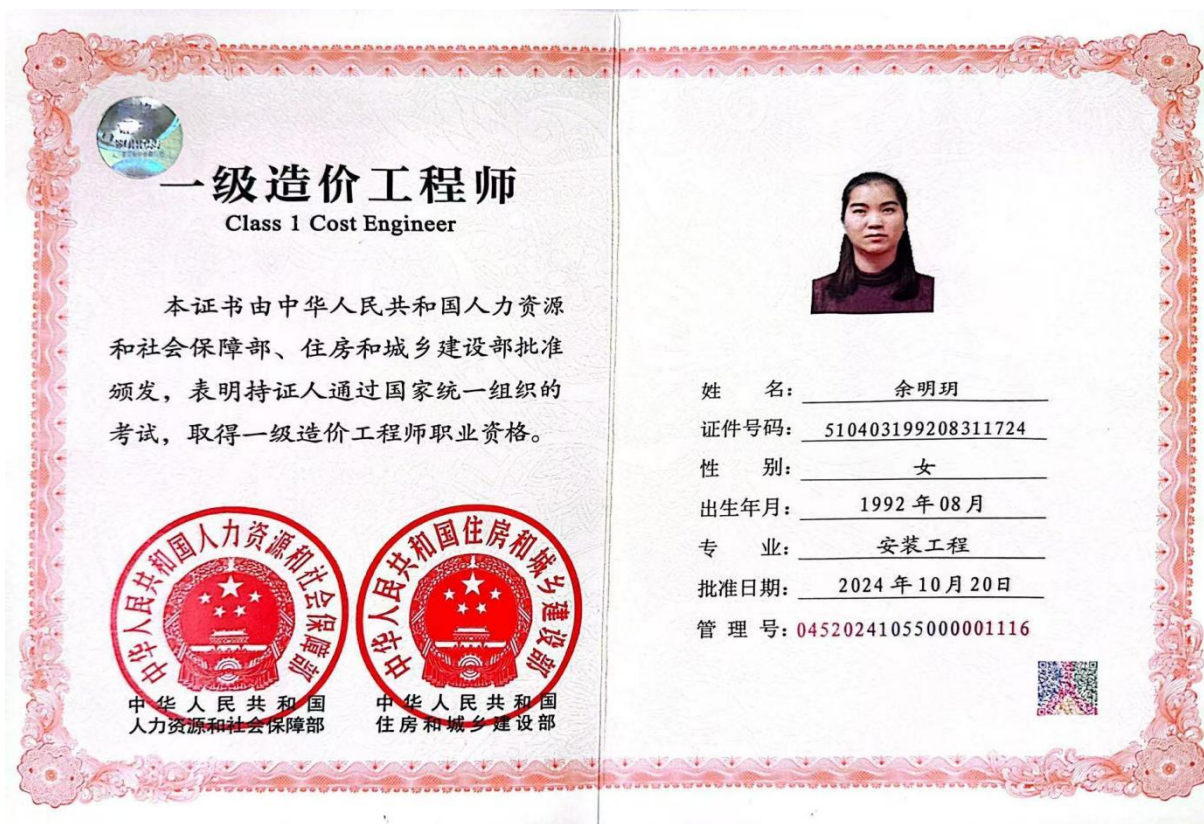 一级造价工程师
Class 1 Cost Engineer
本证书由中华人民共和国人力资源
和社会保障部、住房和城乡建设部批准
颁发，表明持证人通过国家统一组织的
考试，取得一级造价工程师职业资格。
中华人民共和国人力资源和社会保障部
中华人民共和国住房和城乡建设部
中华人民共和国
人力资源和社会保障部
中华人民共和国
住房和城乡建设部
姓名：余明玥
证件号码：510403199208311724
性别：女
出生年月：1992年08月
专业：安装工程
批准日期：2024年10月20日
管理号：04520241055000001116